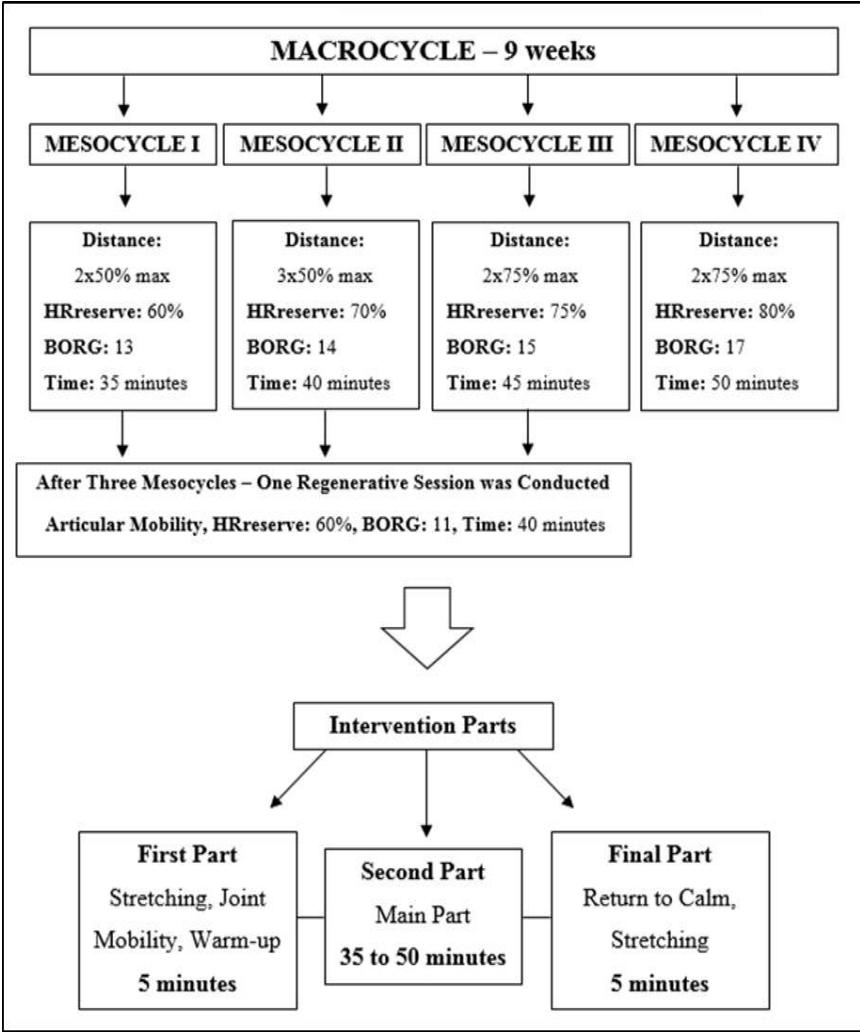 MACROCYCLE – 9 weeks
MESOCYCLE I
MESOCYCLE II
MESOCYCLE III
MESOCYCLE IV
Distance:
2x50% max
HRreserve: 60%
BORG: 13
Time: 35 minutes
Distance:
3x50% max
HRreserve: 70%
BORG: 14
Time: 40 minutes
Distance:
2x75% max
HRreserve: 75%
BORG: 15
Time: 45 minutes
Distance:
2x75% max
HRreserve: 80%
BORG: 17
Time: 50 minutes
After Three Mesocycles – One Regenerative Session was Conducted
Articular Mobility, HRreserve: 60%, BORG: 11, Time: 40 minutes
Intervention Parts
First Part
Stretching, Joint
Mobility, Warm-up
5 minutes
Second Part
Main Part
35 to 50 minutes
Final Part
Return to Calm,
Stretching
5 minutes